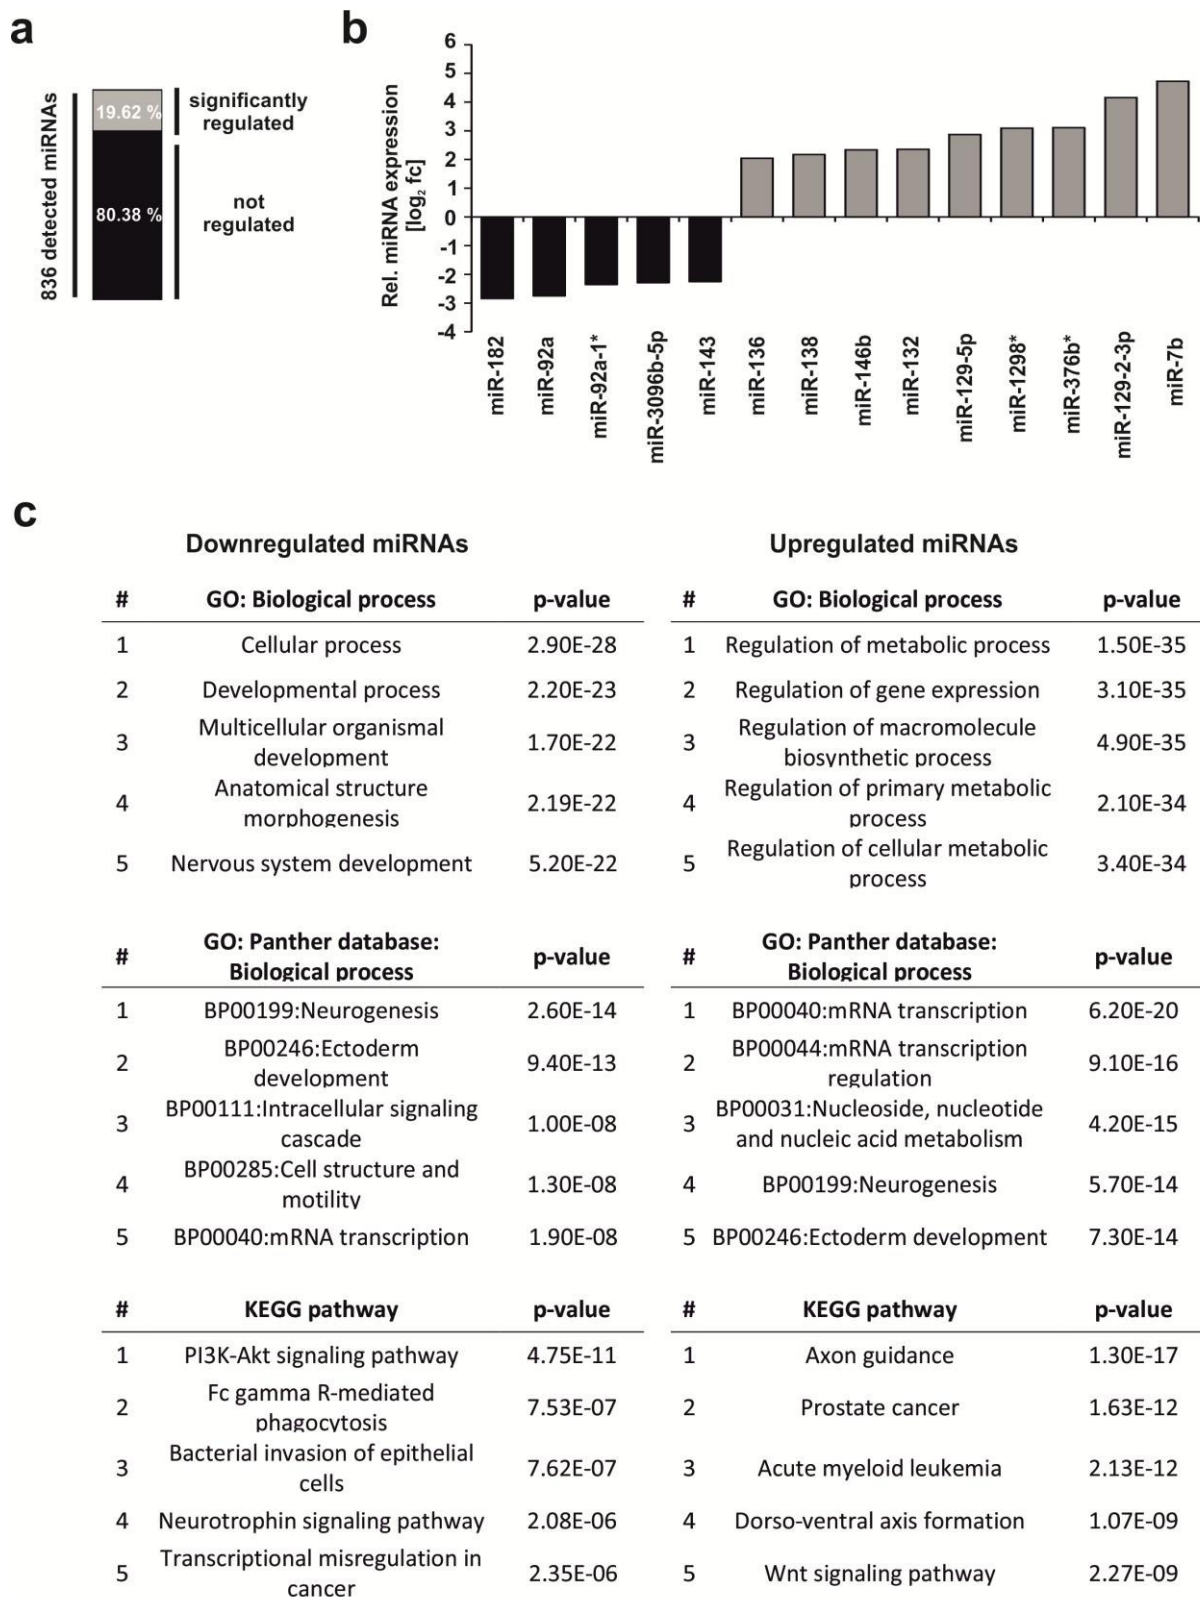 a
836 detected miRNAs
19.62 %
80.38 %
significantly
regulated
not
regulated
b
Rel. miRNA expression
[log2 fc]
6
5
4
3
2
1
0
-1
-2
-3
-4
miR-182
miR-92a
miR-92a-1*
miR-3096b-5p
miR-143
miR-136
miR-138
miR-146b
miR-132
miR-129-5p
miR-1298*
miR-376b*
miR-129-2-3p
miR-7b
c
Downregulated miRNAs
# GO: Biological process p-value
1 Cellular process 2.90E-28
2 Developmental process 2.20E-23
3 Multicellular organismal
development 1.70E-22
4 Anatomical structure
morphogenesis 2.19E-22
5 Nervous system development 5.20E-22
# GO: Panther database:
Biological process p-value
1 BP00199:Neurogenesis 2.60E-14
2 BP00246:Ectoderm
development 9.40E-13
3 BP00111:Intracellular signaling
cascade 1.00E-08
4 BP00285:Cell structure and
motility 1.30E-08
5 BP00040:mRNA transcription 1.90E-08
# KEGG pathway p-value
1 PI3K-Akt signaling pathway 4.75E-11
2 Fc gamma R-mediated
phagocytosis 7.53E-07
3 Bacterial invasion of epithelial
cells 7.62E-07
4 Neurotrophin signaling pathway 2.08E-06
5 Transcriptional misregulation in
cancer 2.35E-06
Upregulated miRNAs
# GO: Biological process p-value
1 Regulation of metabolic process 1.50E-35
2 Regulation of gene expression 3.10E-35
3 Regulation of macromolecule
biosynthetic process 4.90E-35
4 Regulation of primary metabolic
process 2.10E-34
5 Regulation of cellular metabolic
process 3.40E-34
# GO: Panther database:
Biological process p-value
1 BP00040:mRNA transcription 6.20E-20
2 BP00044:mRNA transcription
regulation 9.10E-16
3 BP00031:Nucleoside, nucleotide
and nucleic acid metabolism 4.20E-15
4 BP00199:Neurogenesis 5.70E-14
5 BP00246:Ectoderm development 7.30E-14
# KEGG pathway p-value
1 Axon guidance 1.30E-17
2 Prostate cancer 1.63E-12
3 Acute myeloid leukemia 2.13E-12
4 Dorso-ventral axis formation 1.07E-09
5 Wnt signaling pathway 2.27E-09